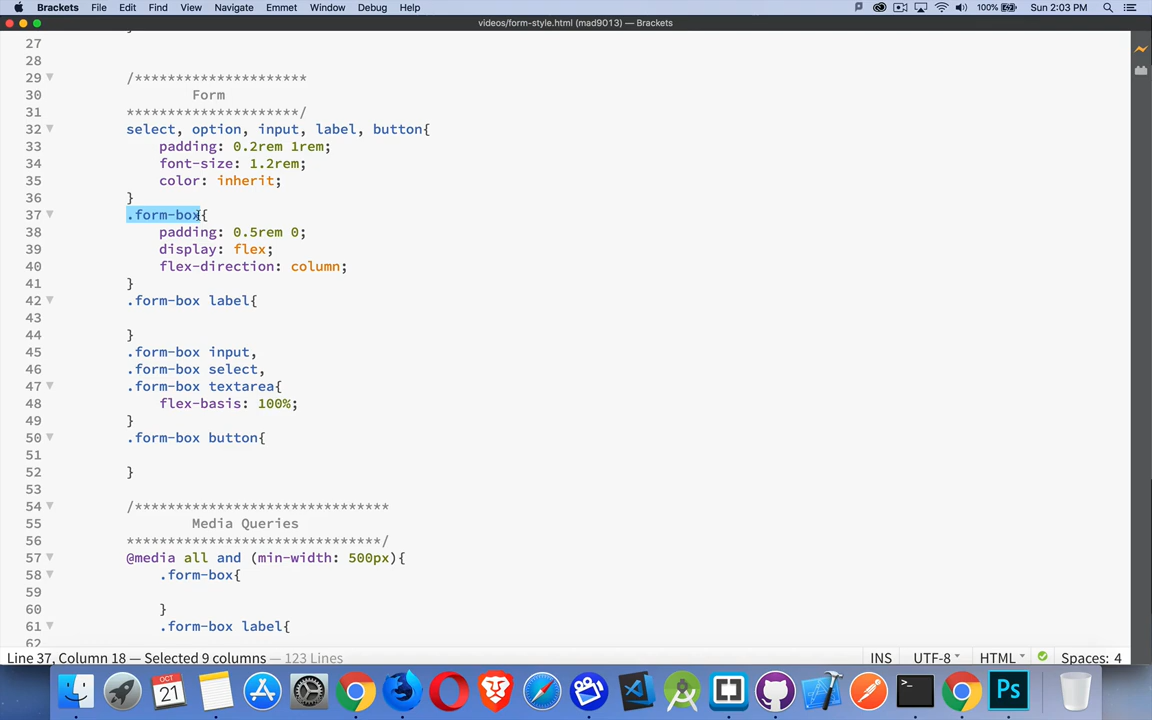 Brackets File Edit Find View Navigate Emmet Window Debug Help 100% Sun 2:03 PM
videos/form-style.html (mad9013) — Brackets
27
28
29 /*********************
30 Form
31 *********************/
32 select, option, input, label, button{
33 padding: 0.2rem 1rem;
34 font-size: 1.2rem;
35 color: inherit;
36 }
37 .form-box{
38 padding: 0.5rem 0;
39 display: flex;
40 flex-direction: column;
41 }
42 .form-box label{
43
44 }
45 .form-box input,
46 .form-box select,
47 .form-box textarea{
48 flex-basis: 100%;
49 }
50 .form-box button{
51
52 }
53
54 /*******************************
55 Media Queries
56 *******************************/
57 @media all and (min-width: 500px){
58 .form-box{
59
60 }
61 .form-box label{
62
Line 37, Column 18 — Selected 9 columns — 123 Lines INS UTF-8 HTML Spaces: 4
OCT
21
Ps